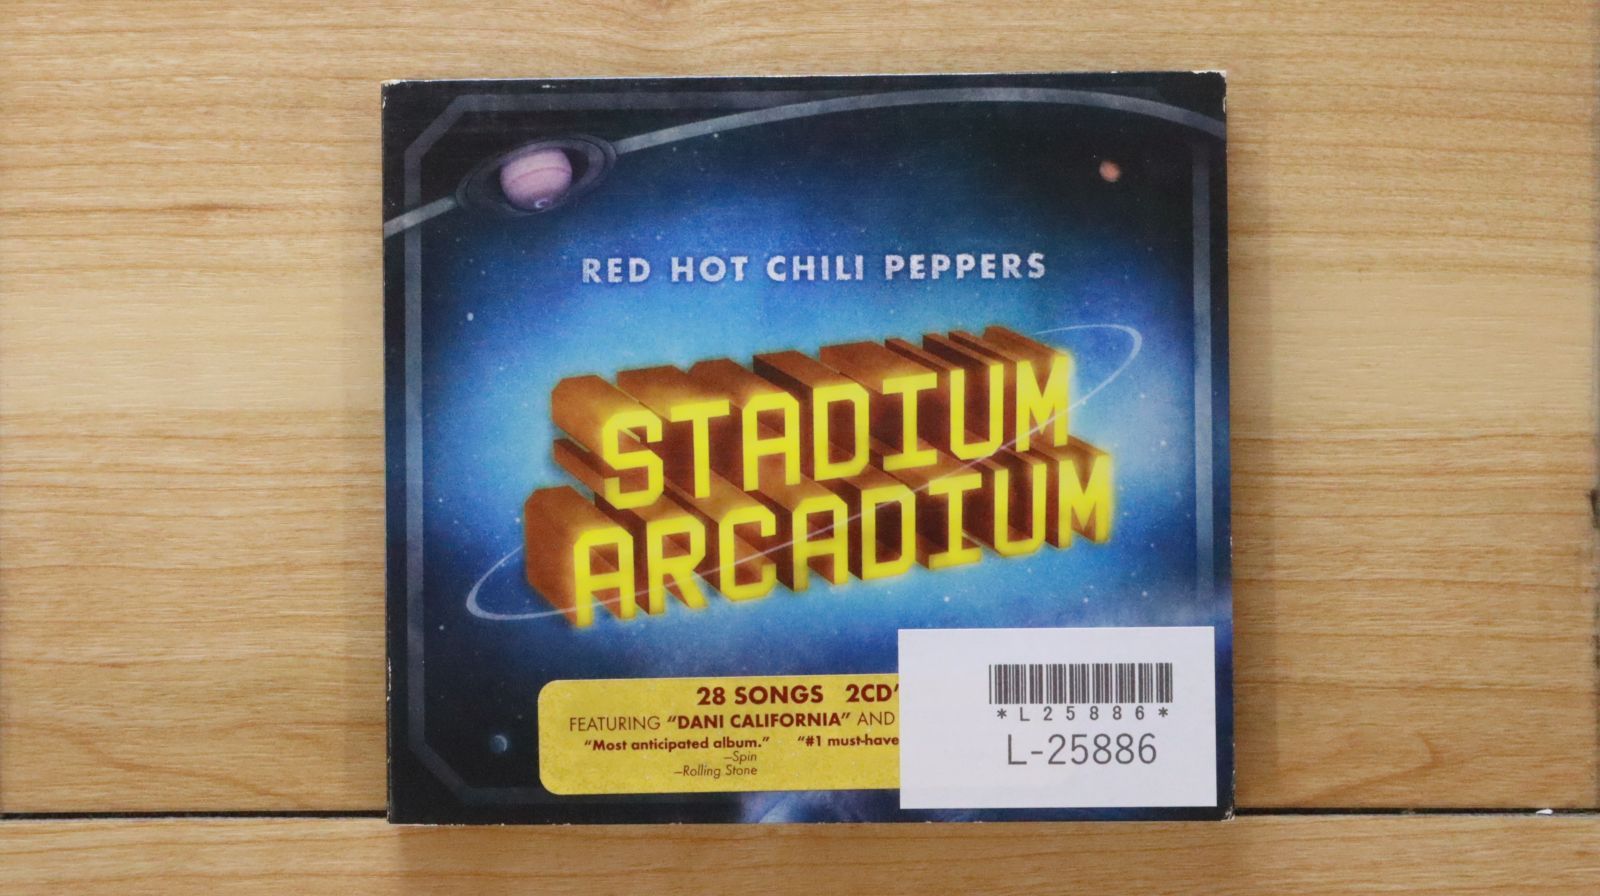 RED HOT CHILI PEPPERS
STADIUM
ARCADIUM
28 SONGS 2CD'
FEATURING "DANI CALIFORNIA" AND
"Most anticipated album." "#1 must-have
—Spin
—Rolling Stone
*L25886*
L-25886